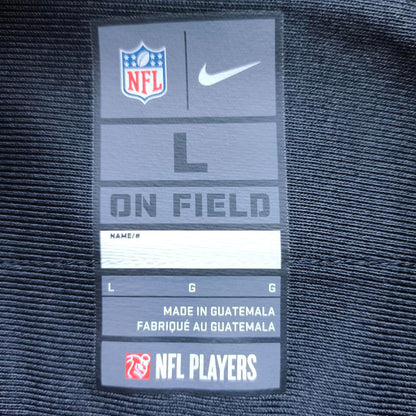 NFL
L
ON FIELD
NAME/#
L G G
MADE IN GUATEMALA
FABRIQUÉ AU GUATEMALA
NFL PLAYERS